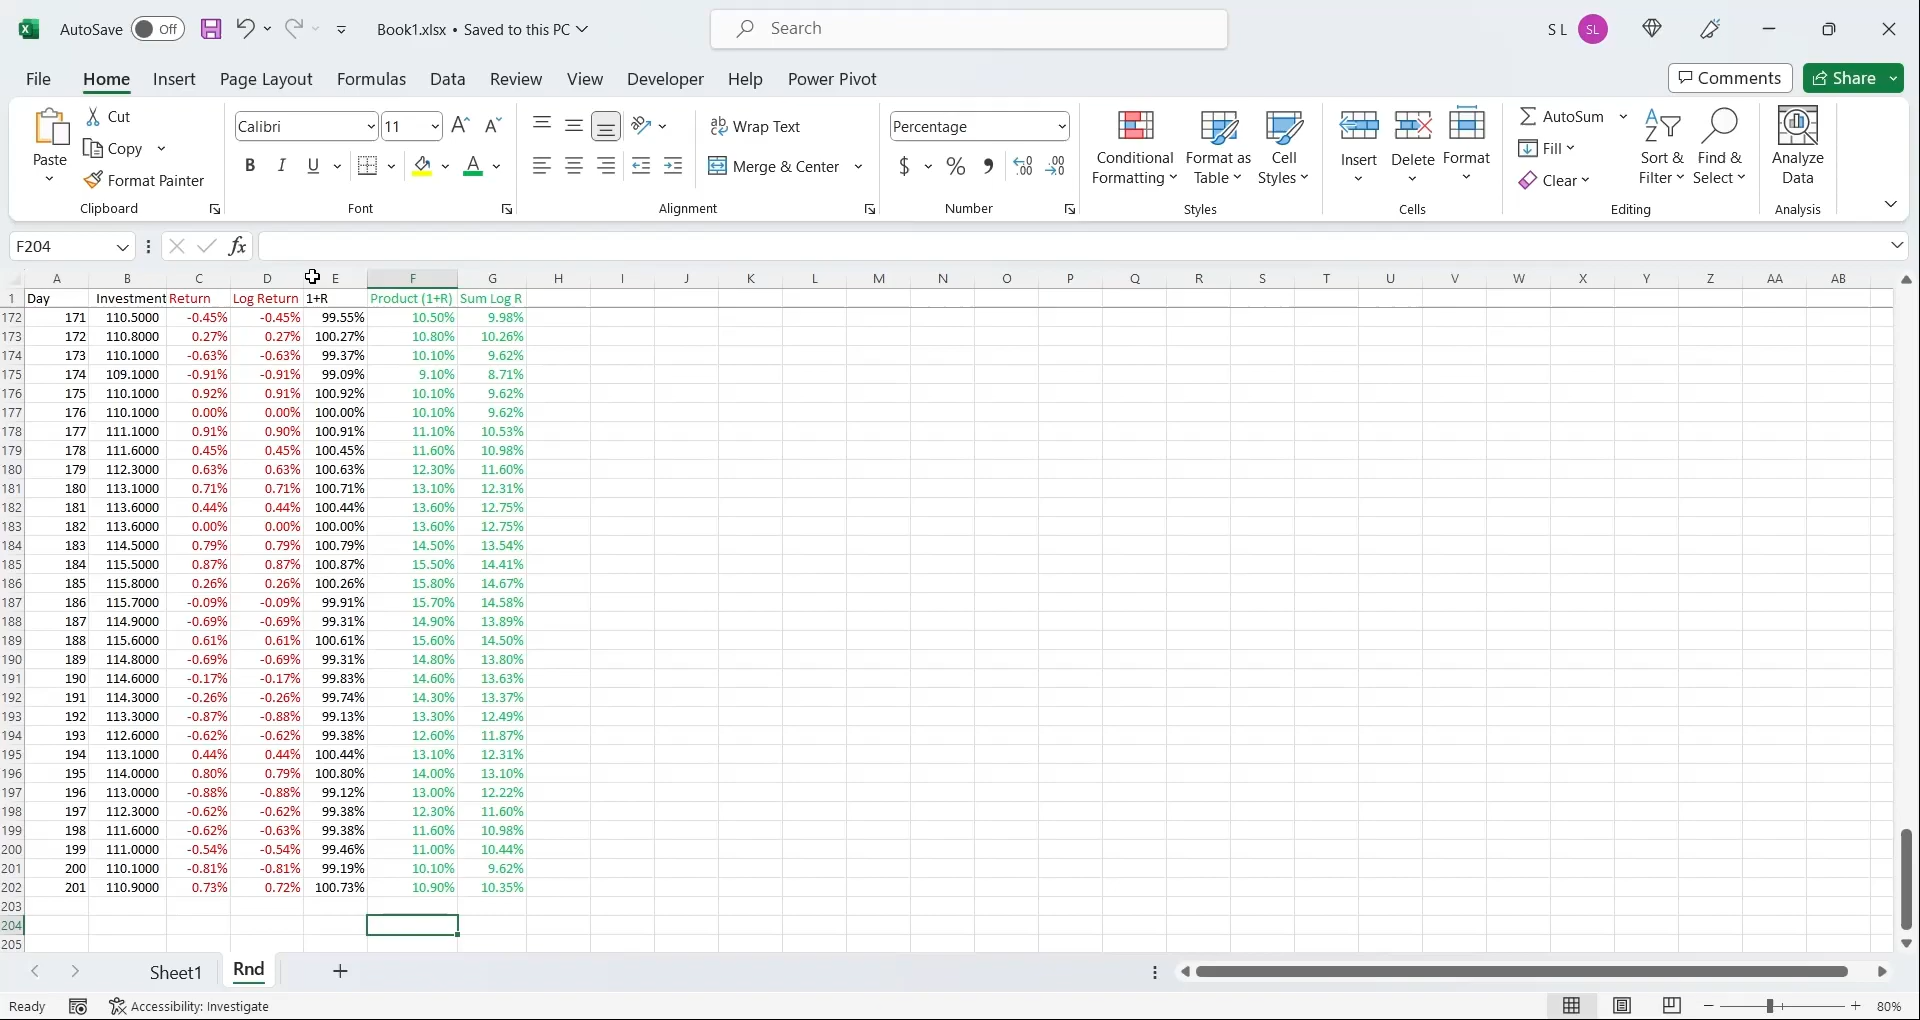 AutoSave Off Book1.xlsx • Saved to this PC Search S L SL
File Home Insert Page Layout Formulas Data Review View Developer Help Power Pivot Comments Share
Paste Cut Copy Format Painter Clipboard
Calibri 11 B I U A Font
ab Wrap Text Merge & Center Alignment
Percentage $ % , .00 Number
Conditional Formatting Format as Table Cell Styles Styles
Insert Delete Format Cells
AutoSum Fill Clear Sort & Filter Find & Select Editing
Analyze Data Analysis
F204 fx
A B C D E F G H I J K L M N O P Q R S T U V W X Y Z AA AB
1 Day Investment Return Log Return 1+R Product (1+R) Sum Log R
172 171 110.5000 -0.45% -0.45% 99.55% 10.50% 9.98%
173 172 110.8000 0.27% 0.27% 100.27% 10.80% 10.26%
174 173 110.1000 -0.63% -0.63% 99.37% 10.10% 9.62%
175 174 109.1000 -0.91% -0.91% 99.09% 9.10% 8.71%
176 175 110.1000 0.92% 0.91% 100.92% 10.10% 9.62%
177 176 110.1000 0.00% 0.00% 100.00% 10.10% 9.62%
178 177 111.1000 0.91% 0.90% 100.91% 11.10% 10.53%
179 178 111.6000 0.45% 0.45% 100.45% 11.60% 10.98%
180 179 112.3000 0.63% 0.63% 100.63% 12.30% 11.60%
181 180 113.1000 0.71% 0.71% 100.71% 13.10% 12.31%
182 181 113.6000 0.44% 0.44% 100.44% 13.60% 12.75%
183 182 113.6000 0.00% 0.00% 100.00% 13.60% 12.75%
184 183 114.5000 0.79% 0.79% 100.79% 14.50% 13.54%
185 184 115.5000 0.87% 0.87% 100.87% 15.50% 14.41%
186 185 115.8000 0.26% 0.26% 100.26% 15.80% 14.67%
187 186 115.7000 -0.09% -0.09% 99.91% 15.70% 14.58%
188 187 114.9000 -0.69% -0.69% 99.31% 14.90% 13.89%
189 188 115.6000 0.61% 0.61% 100.61% 15.60% 14.50%
190 189 114.8000 -0.69% -0.69% 99.31% 14.80% 13.80%
191 190 114.6000 -0.17% -0.17% 99.83% 14.60% 13.63%
192 191 114.3000 -0.26% -0.26% 99.74% 14.30% 13.37%
193 192 113.3000 -0.87% -0.88% 99.13% 13.30% 12.49%
194 193 112.6000 -0.62% -0.62% 99.38% 12.60% 11.87%
195 194 113.1000 0.44% 0.44% 100.44% 13.10% 12.31%
196 195 114.0000 0.80% 0.79% 100.80% 14.00% 13.10%
197 196 113.0000 -0.88% -0.88% 99.12% 13.00% 12.22%
198 197 112.3000 -0.62% -0.62% 99.38% 12.30% 11.60%
199 198 111.6000 -0.62% -0.63% 99.38% 11.60% 10.98%
200 199 111.0000 -0.54% -0.54% 99.46% 11.00% 10.44%
201 200 110.1000 -0.81% -0.81% 99.19% 10.10% 9.62%
202 201 110.9000 0.73% 0.72% 100.73% 10.90% 10.35%
203
204
205
Sheet1 Rnd
Ready Accessibility: Investigate 80%